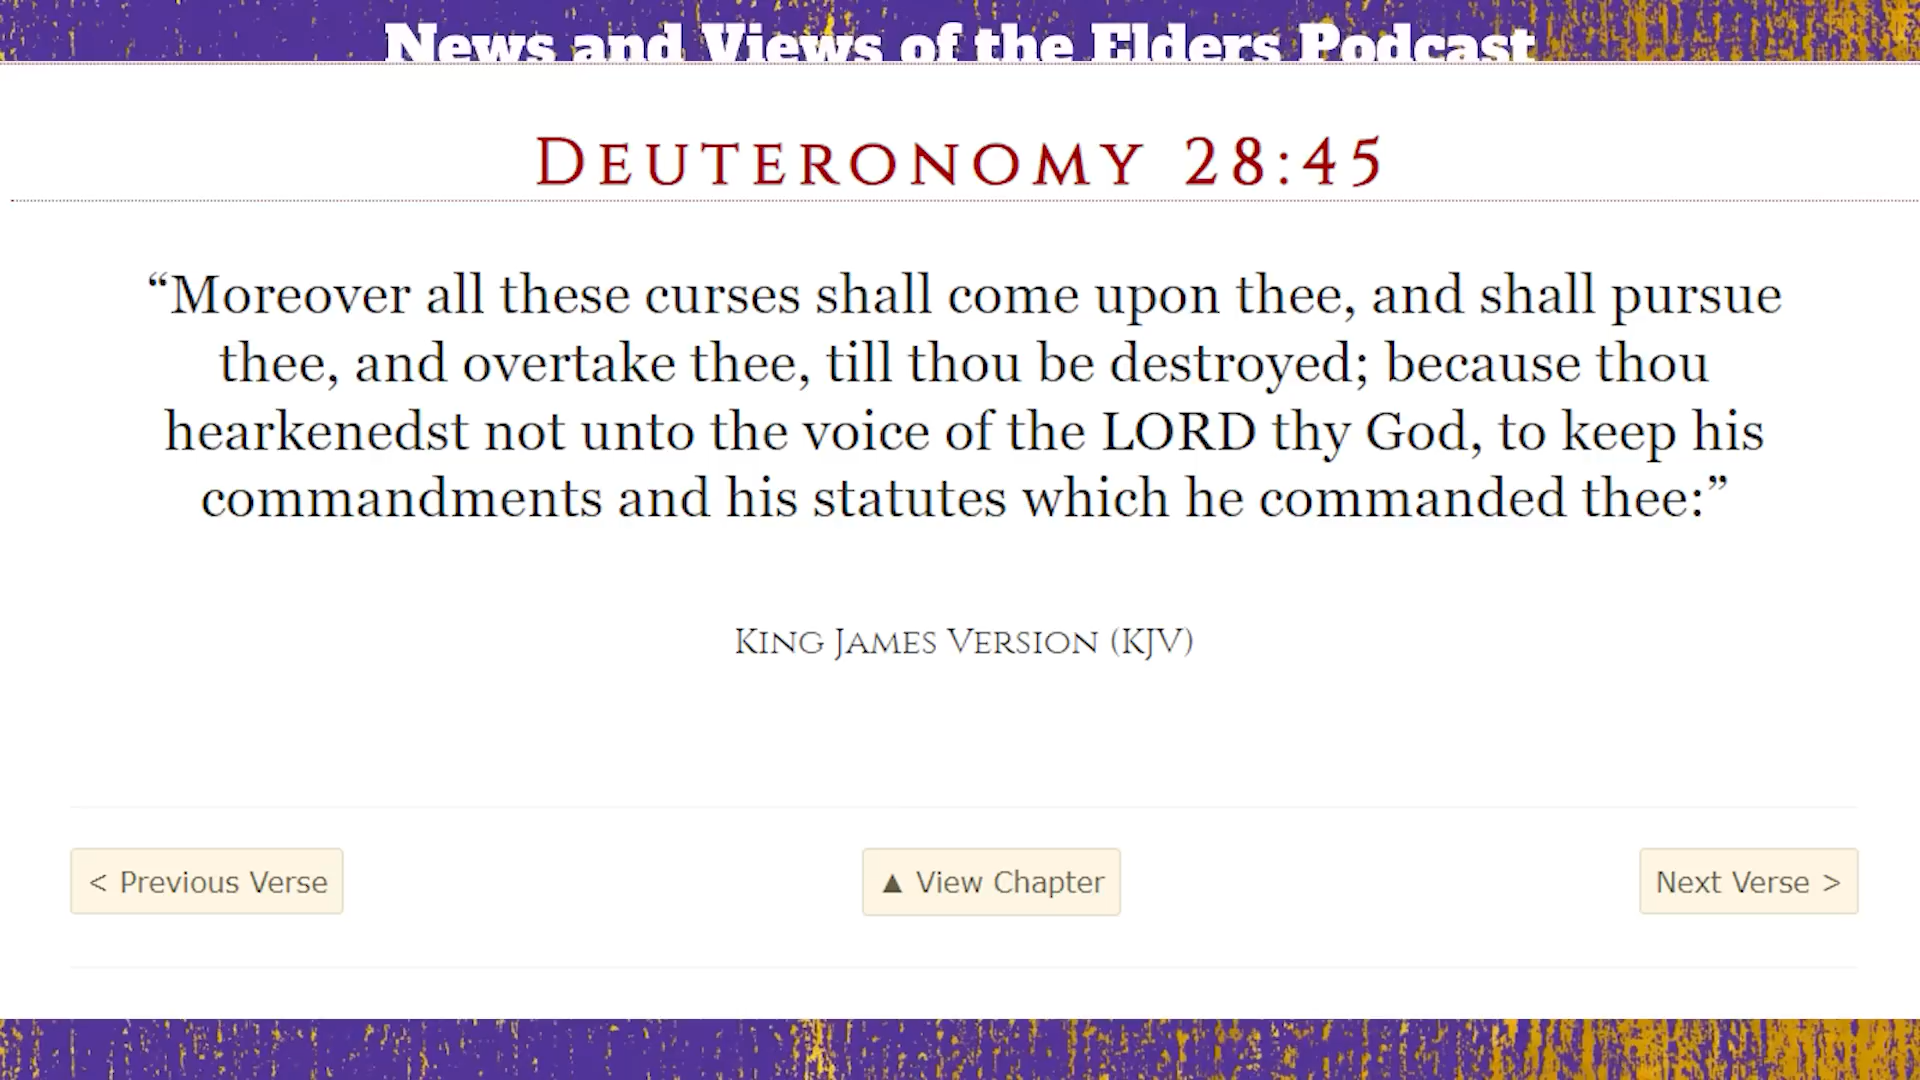 News and Views of the Elders Podcast
DEUTERONOMY 28:45
“Moreover all these curses shall come upon thee, and shall pursue
thee, and overtake thee, till thou be destroyed; because thou
hearkenedst not unto the voice of the LORD thy God, to keep his
commandments and his statutes which he commanded thee:”
KING JAMES VERSION (KJV)
< Previous Verse
▲ View Chapter
Next Verse >